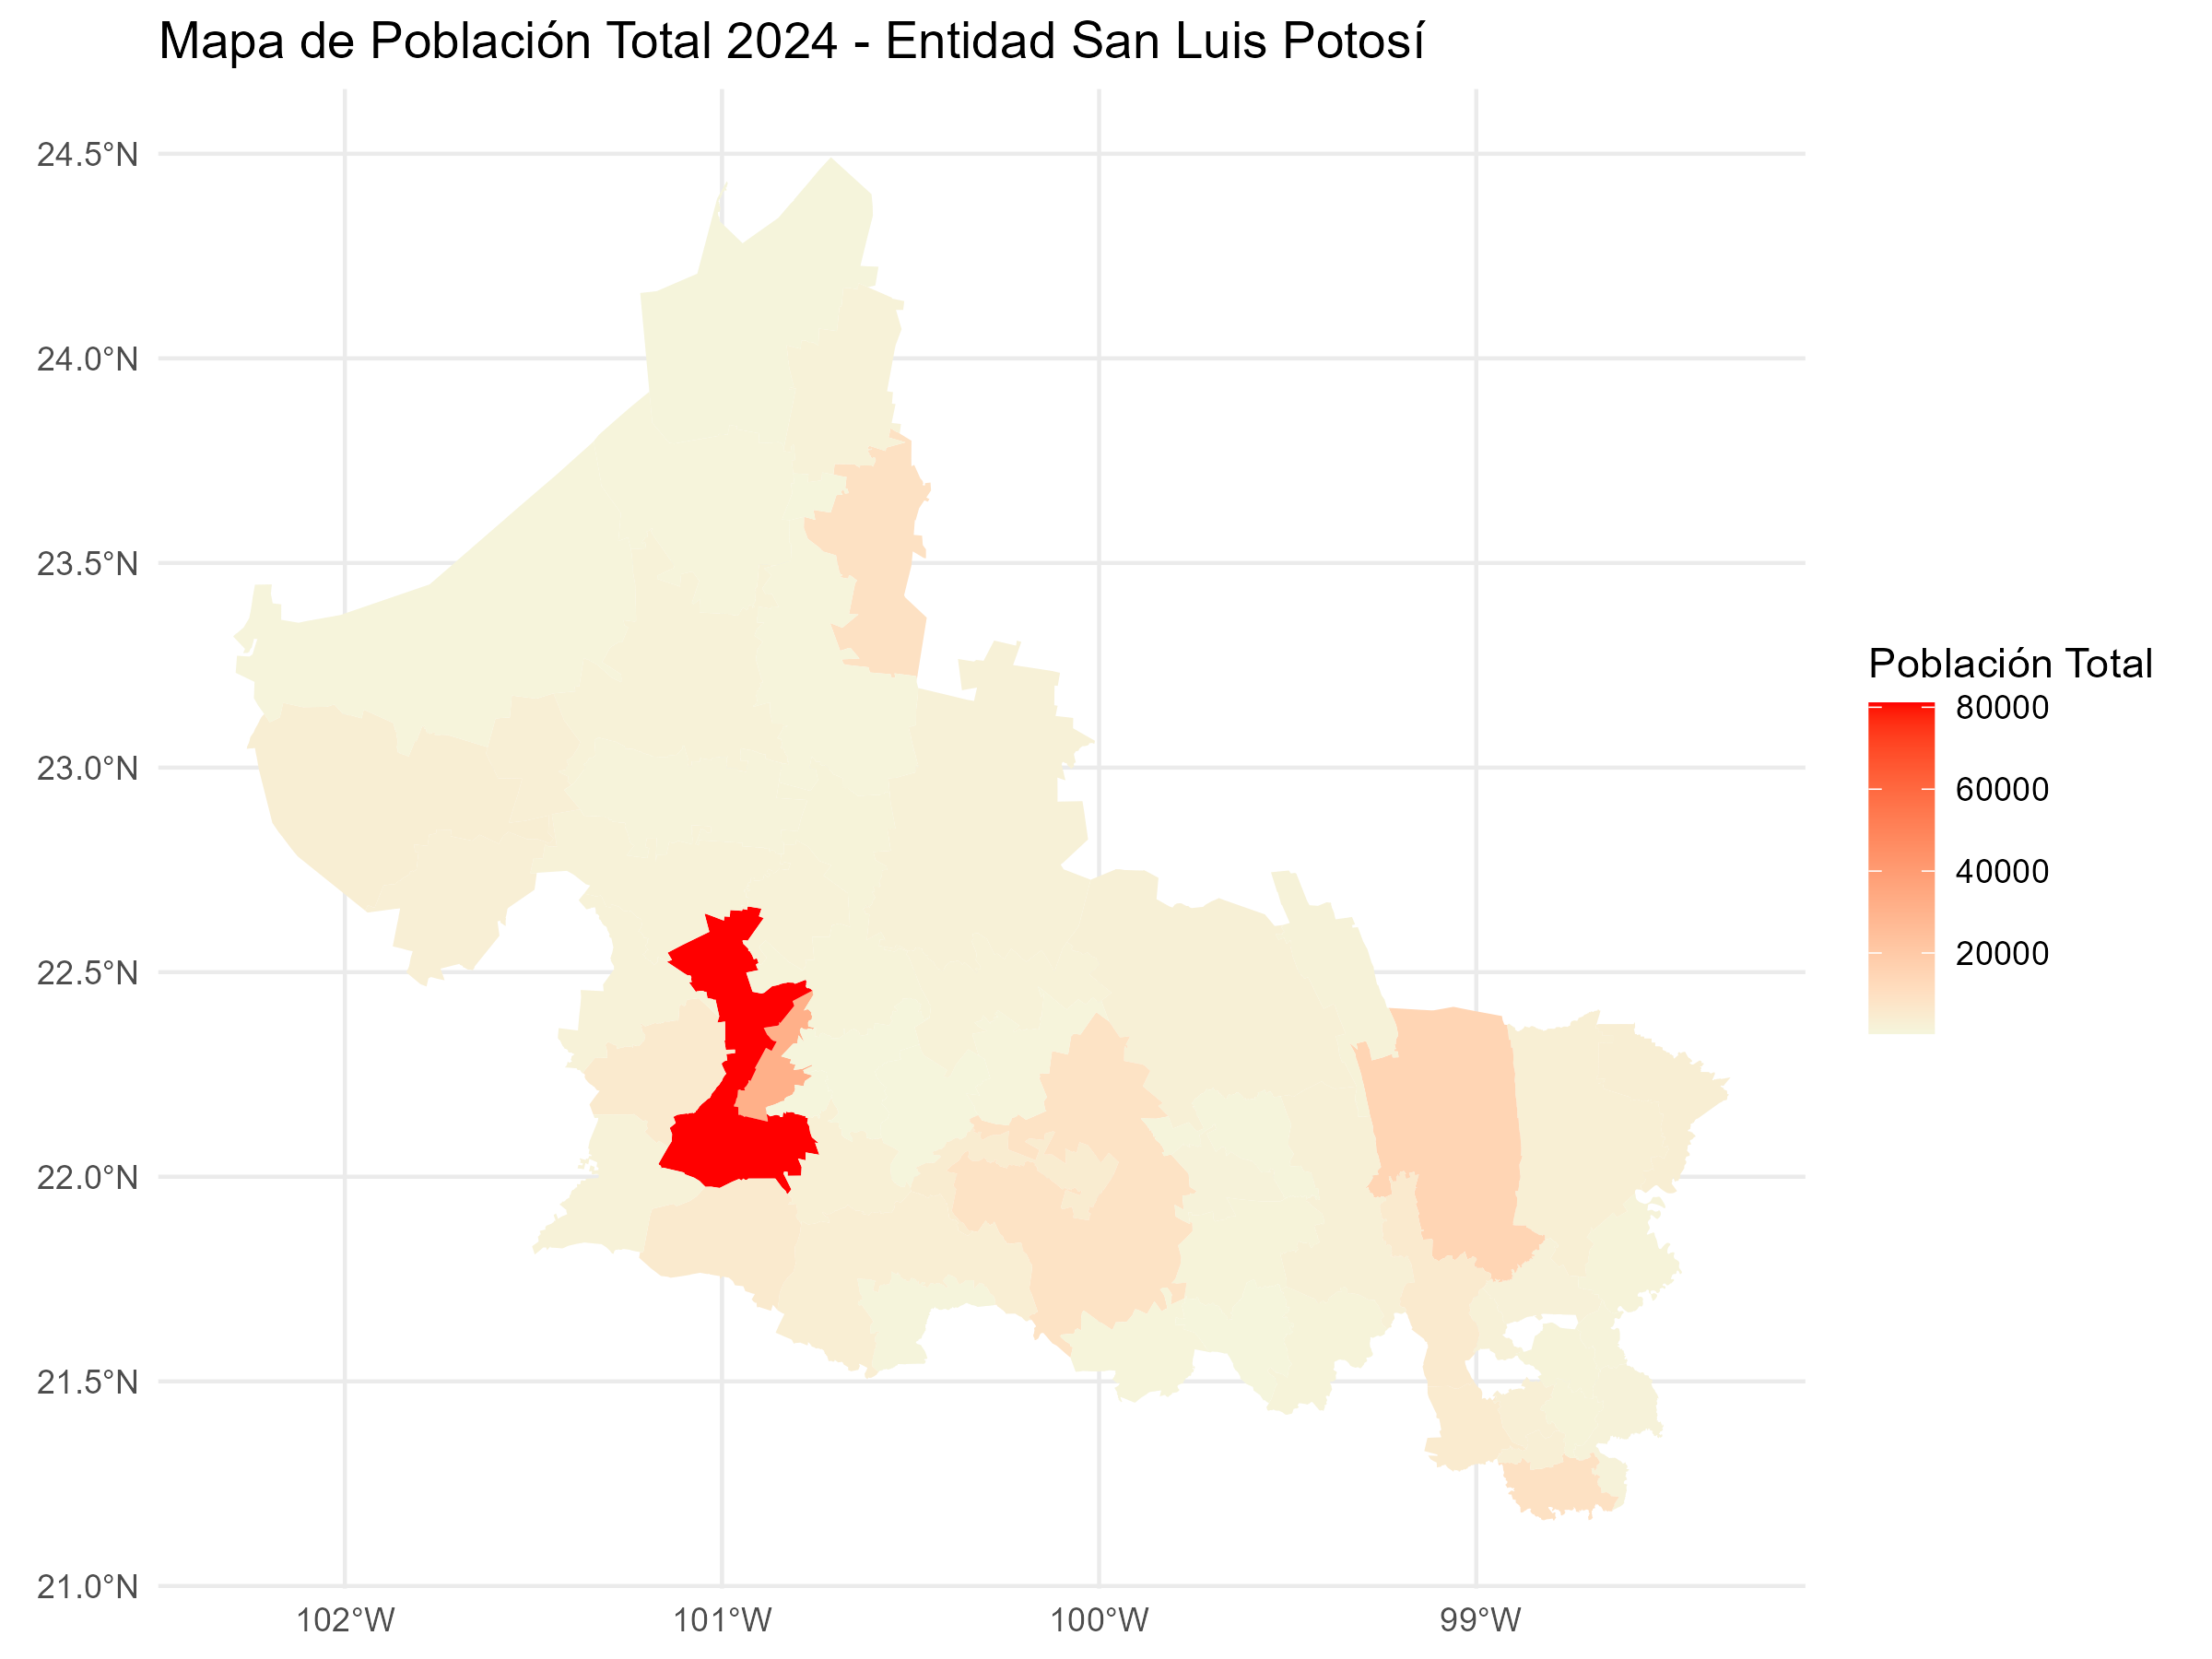 Mapa de Población Total 2024 - Entidad San Luis Potosí
24.5°N
24.0°N
23.5°N
23.0°N
22.5°N
22.0°N
21.5°N
21.0°N
102°W
101°W
100°W
99°W
Población Total
80000
60000
40000
20000